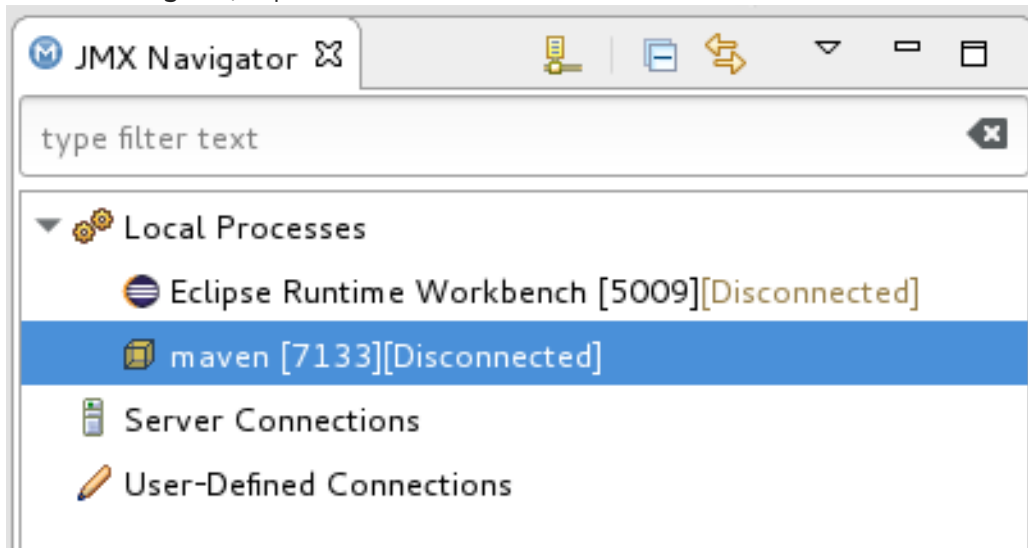 JMX Navigator
type filter text
Local Processes
Eclipse Runtime Workbench [5009][Disconnected]
maven [7133][Disconnected]
Server Connections
User-Defined Connections